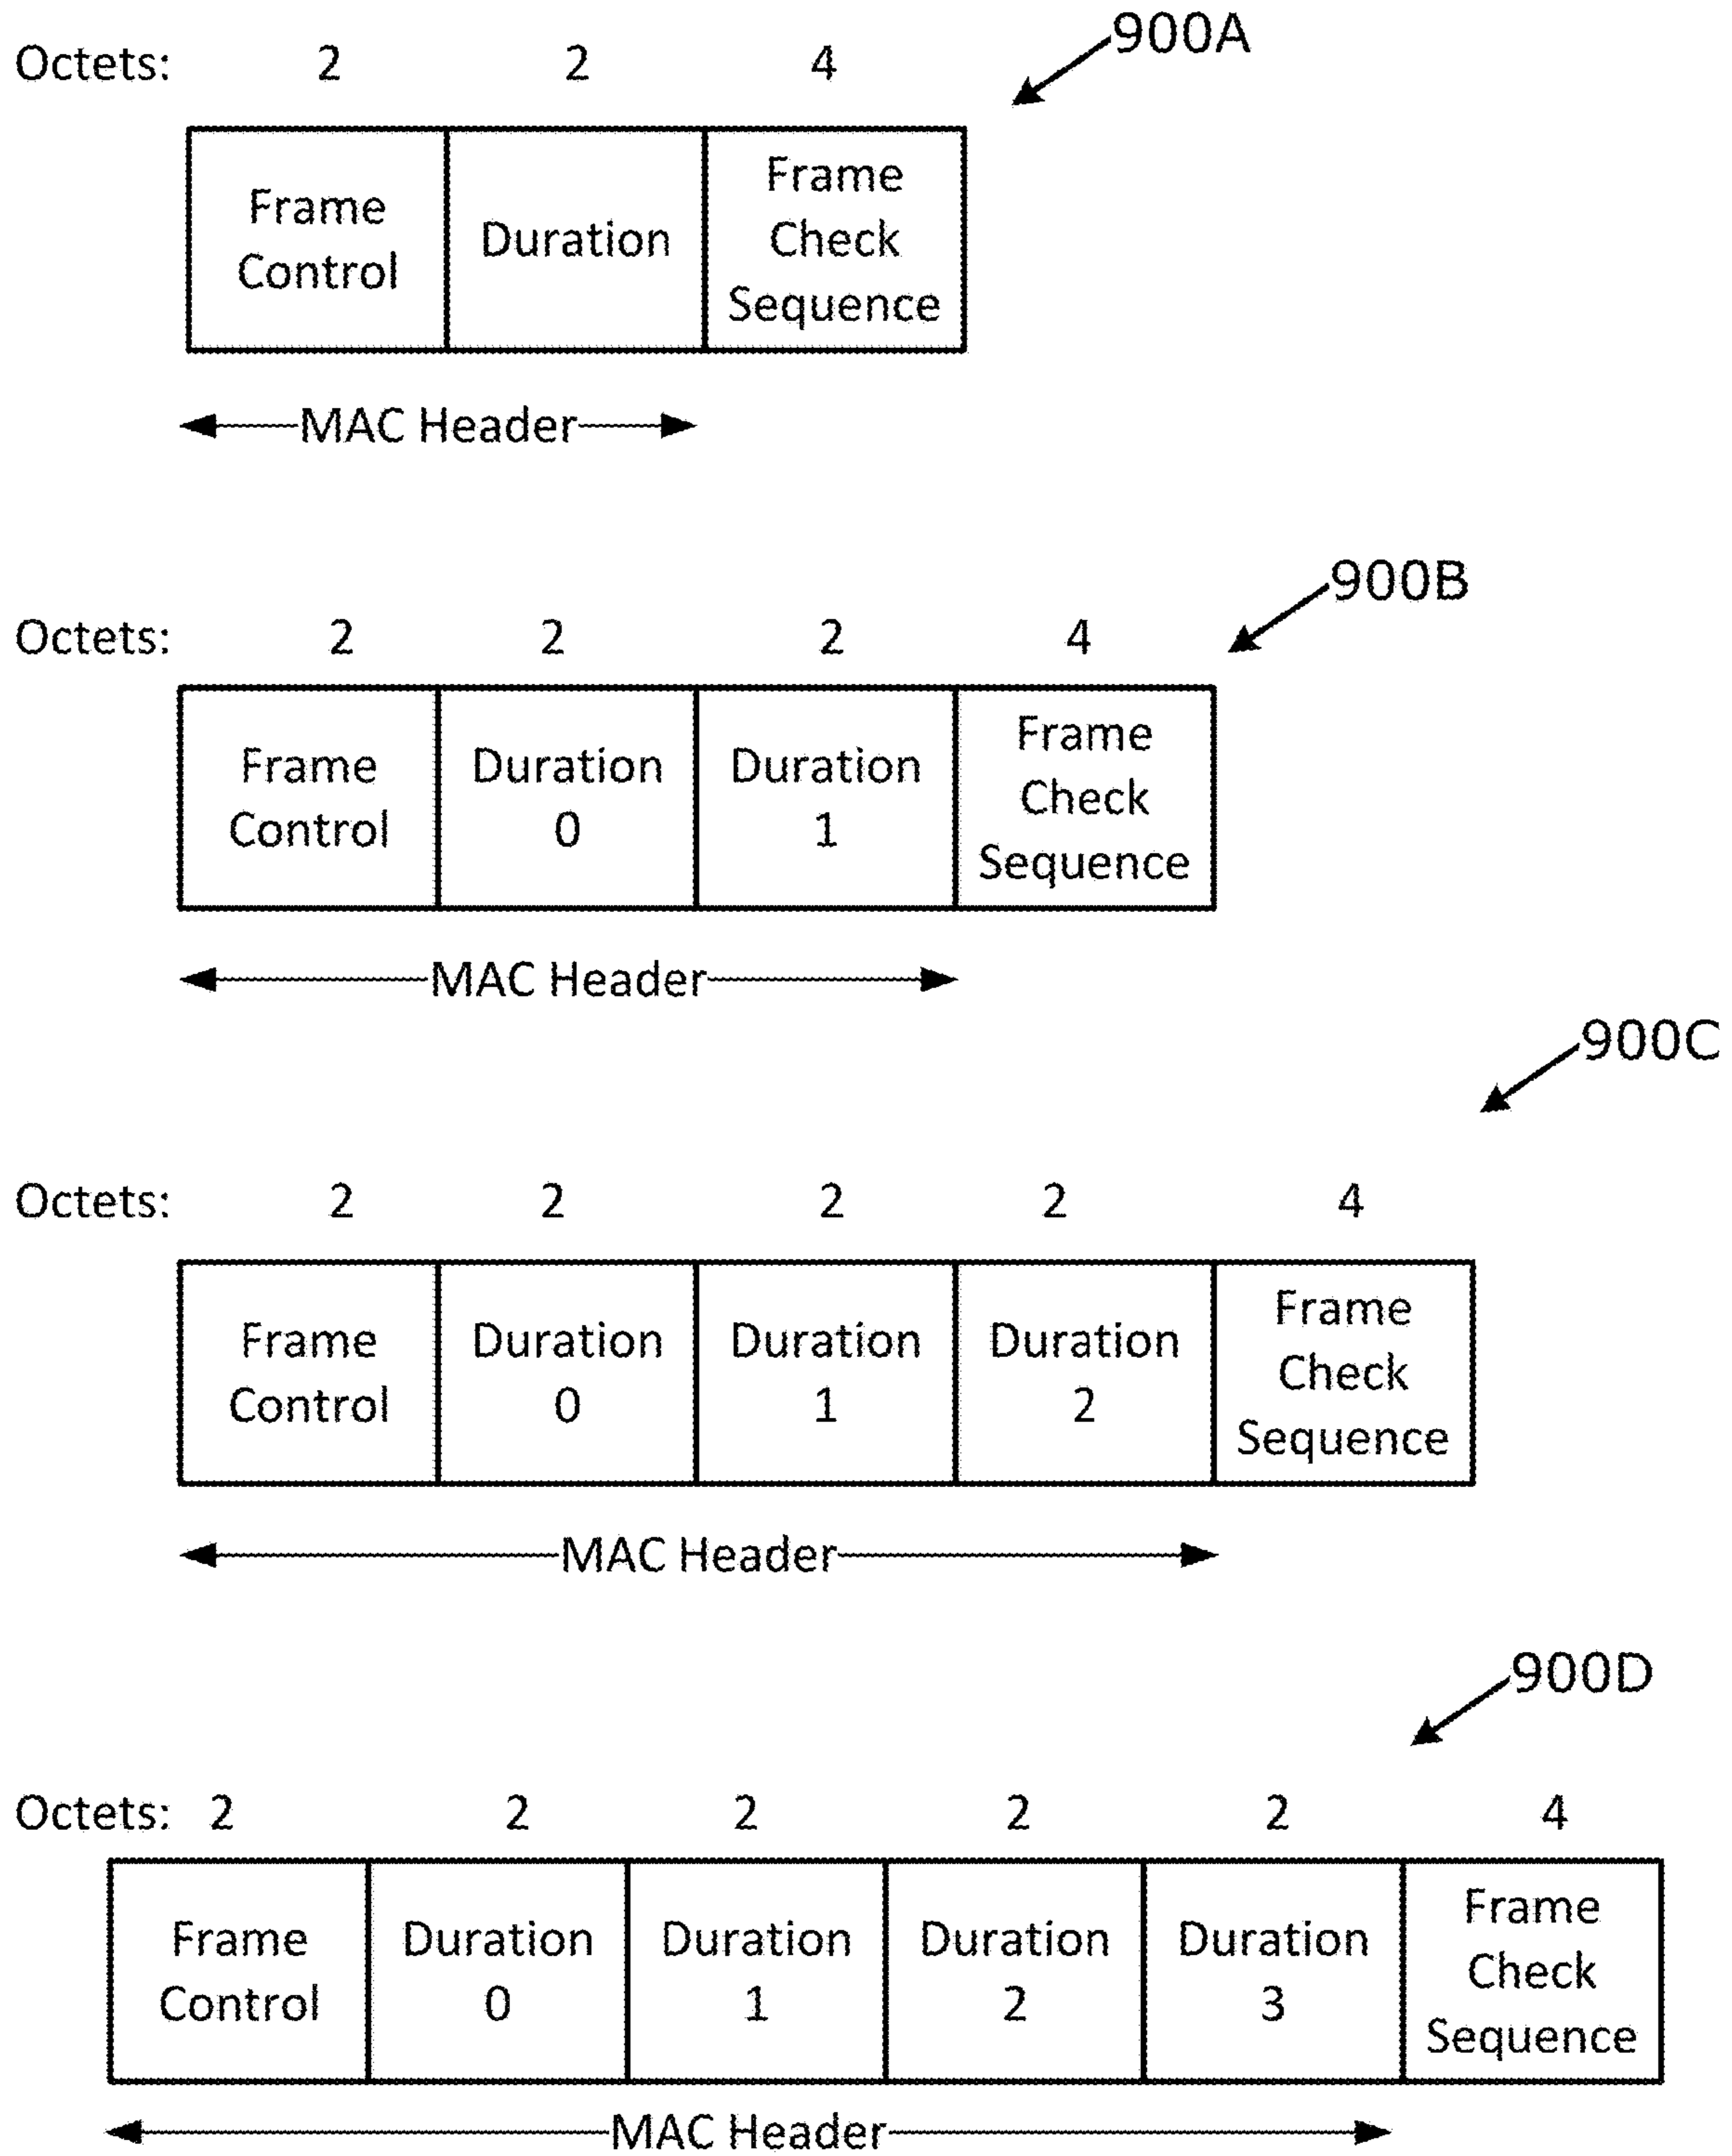 900A
Octets: 2 2 4
Frame
Control
Duration
Frame
Check
Sequence
MAC Header
900B
Octets: 2 2 2 4
Frame
Control
Duration
0
Duration
1
Frame
Check
Sequence
MAC Header
900C
Octets: 2 2 2 2 4
Frame
Control
Duration
0
Duration
1
Duration
2
Frame
Check
Sequence
MAC Header
900D
Octets: 2 2 2 2 2 4
Frame
Control
Duration
0
Duration
1
Duration
2
Duration
3
Frame
Check
Sequence
MAC Header